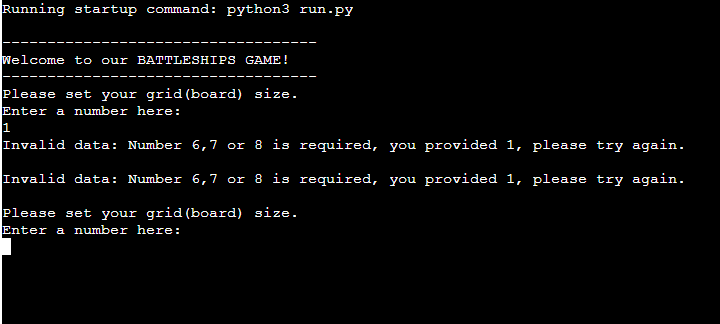 Running startup command: python3 run.py
-----------------------------------
Welcome to our BATTLESHIPS GAME!
-----------------------------------
Please set your grid(board) size.
Enter a number here:
1
Invalid data: Number 6,7 or 8 is required, you provided 1, please try again.
Invalid data: Number 6,7 or 8 is required, you provided 1, please try again.
Please set your grid(board) size.
Enter a number here: